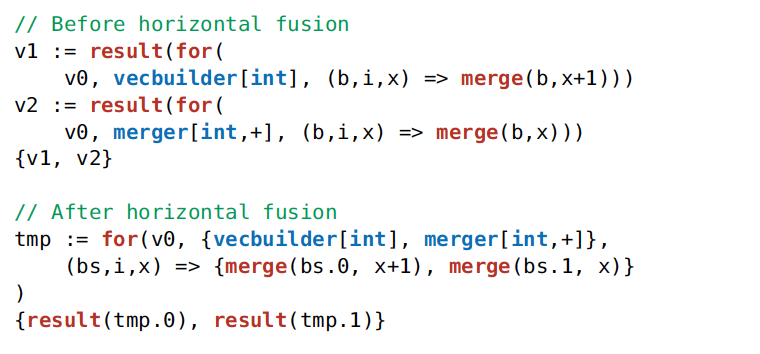 // Before horizontal fusion
v1 := result(for(
    v0, vecbuilder[int], (b,i,x) => merge(b,x+1)))
v2 := result(for(
    v0, merger[int,+], (b,i,x) => merge(b,x)))
{v1, v2}

// After horizontal fusion
tmp := for(v0, {vecbuilder[int], merger[int,+]},
    (bs,i,x) => {merge(bs.0, x+1), merge(bs.1, x)}
)
{result(tmp.0), result(tmp.1)}